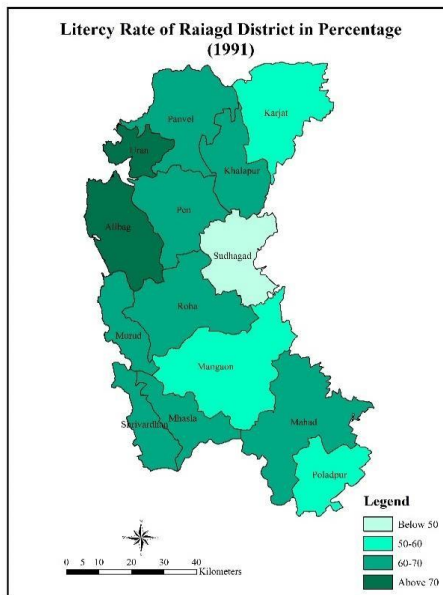 Litercy Rate of Raiagd District in Percentage
(1991)
Karjat
Panvel
Uran
Khalapur
Pen
Alibag
Sudhagad
Roha
Murud
Mangaon
Mhasla
Shrivardhan
Mahad
Poladpur
Legend
Below 50
50-60
60-70
Above 70
0 5 10 20 30 40
Kilometers